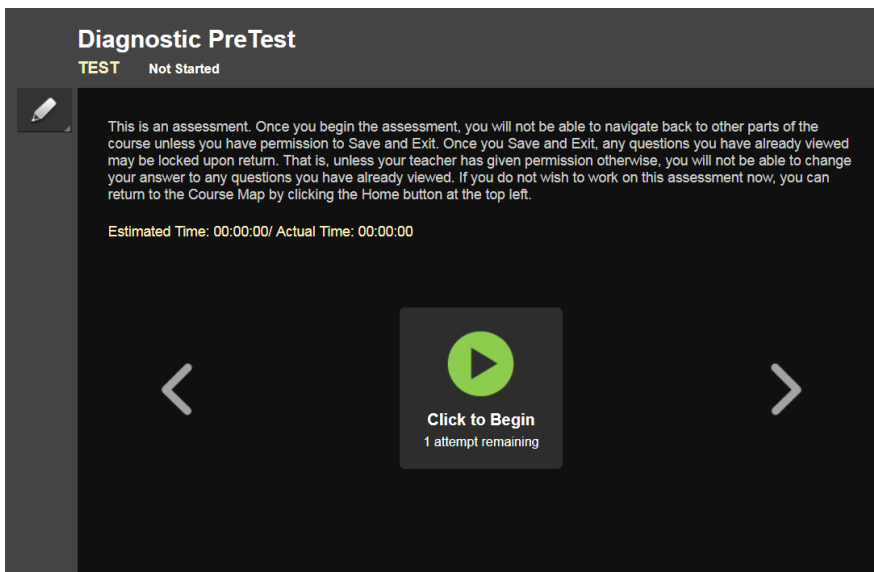 Diagnostic PreTest
TEST Not Started
This is an assessment. Once you begin the assessment, you will not be able to navigate back to other parts of the
course unless you have permission to Save and Exit. Once you Save and Exit, any questions you have already viewed
may be locked upon return. That is, unless your teacher has given permission otherwise, you will not be able to change
your answer to any questions you have already viewed. If you do not wish to work on this assessment now, you can
return to the Course Map by clicking the Home button at the top left.
Estimated Time: 00:00:00/ Actual Time: 00:00:00
Click to Begin
1 attempt remaining